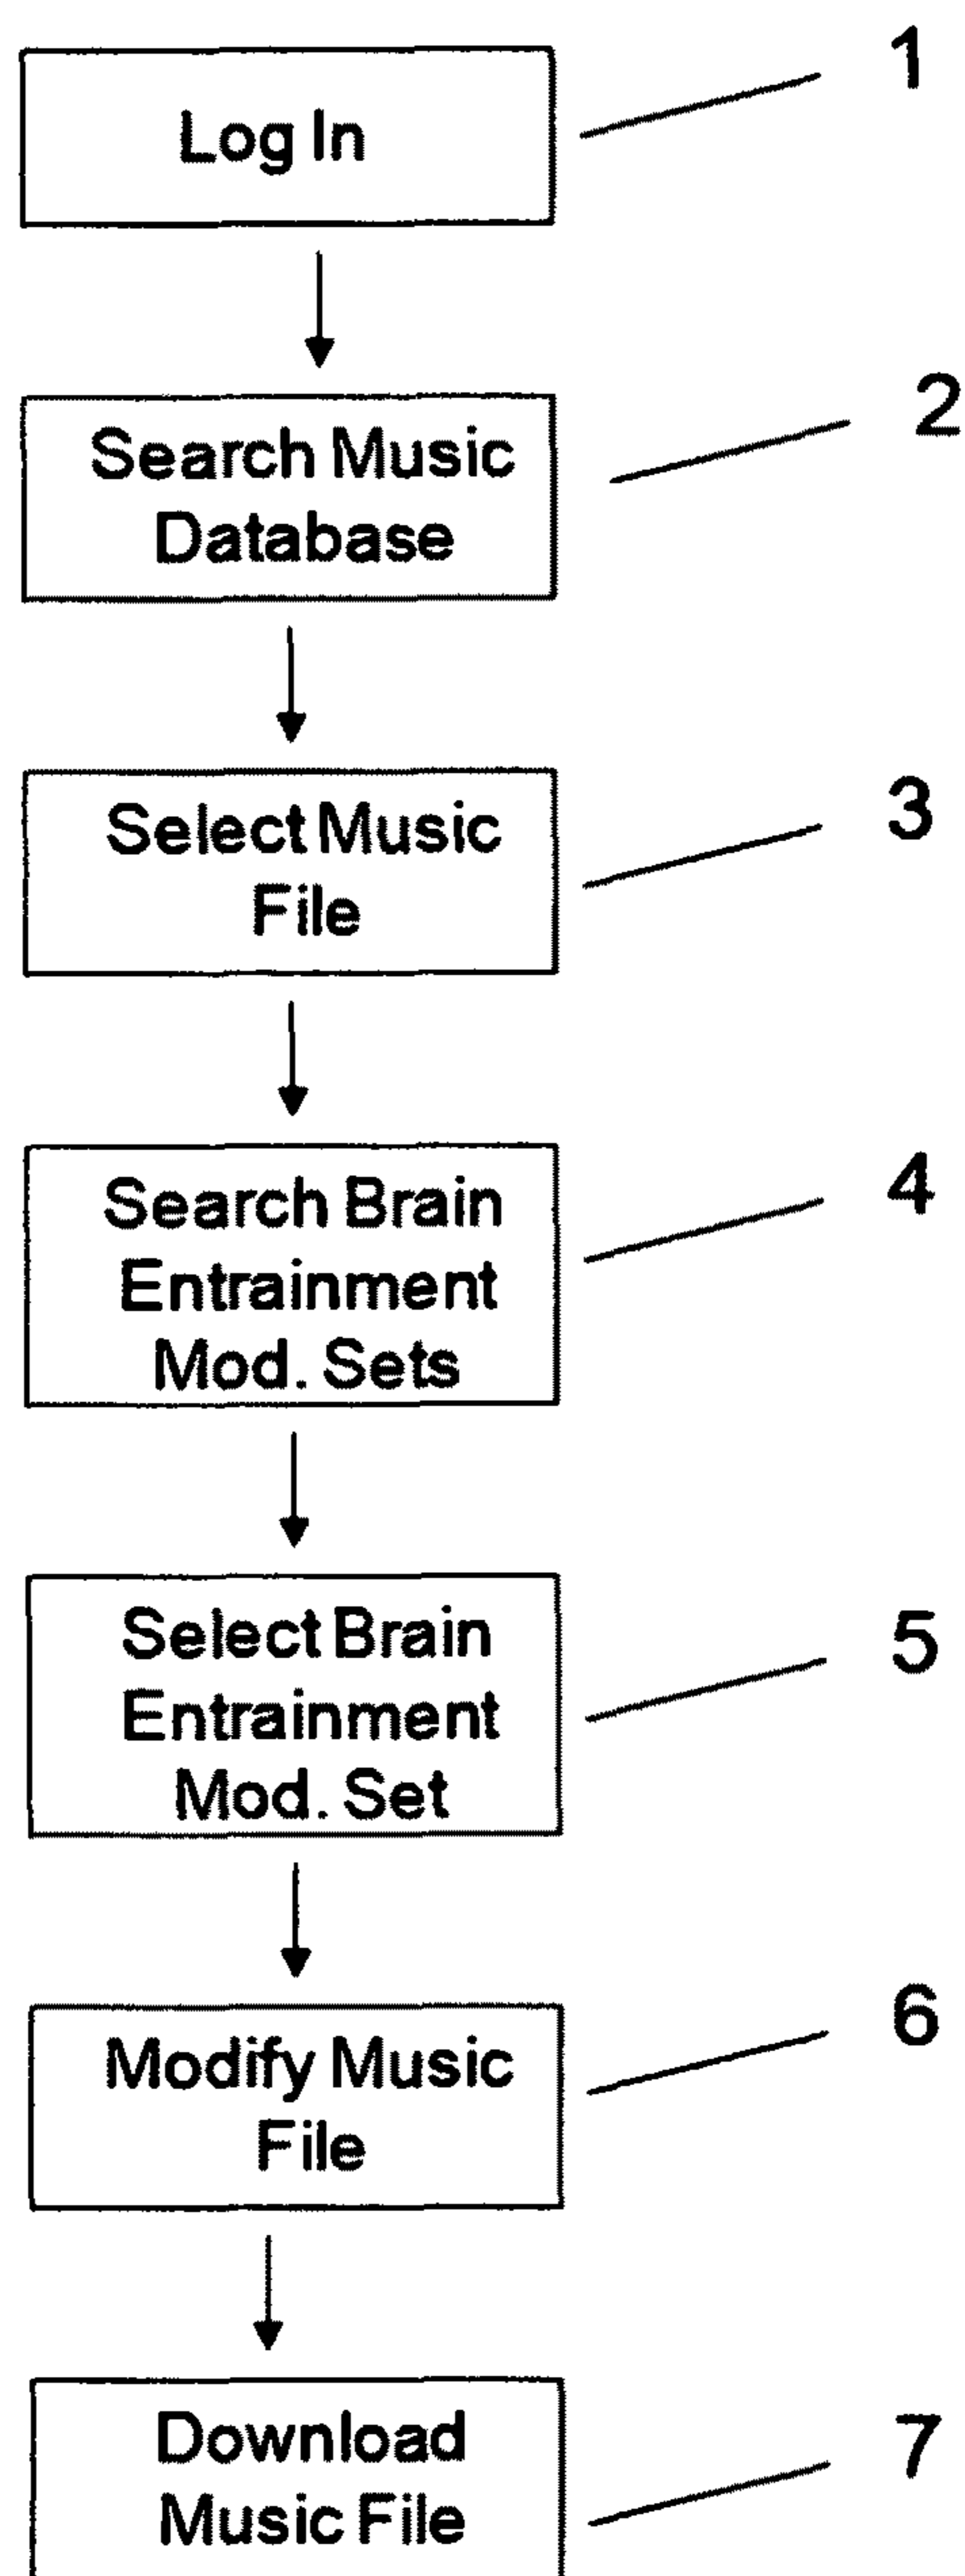 Log In
1
Search Music
Database
2
Select Music
File
3
Search Brain
Entrainment
Mod. Sets
4
Select Brain
Entrainment
Mod. Set
5
Modify Music
File
6
Download
Music File
7